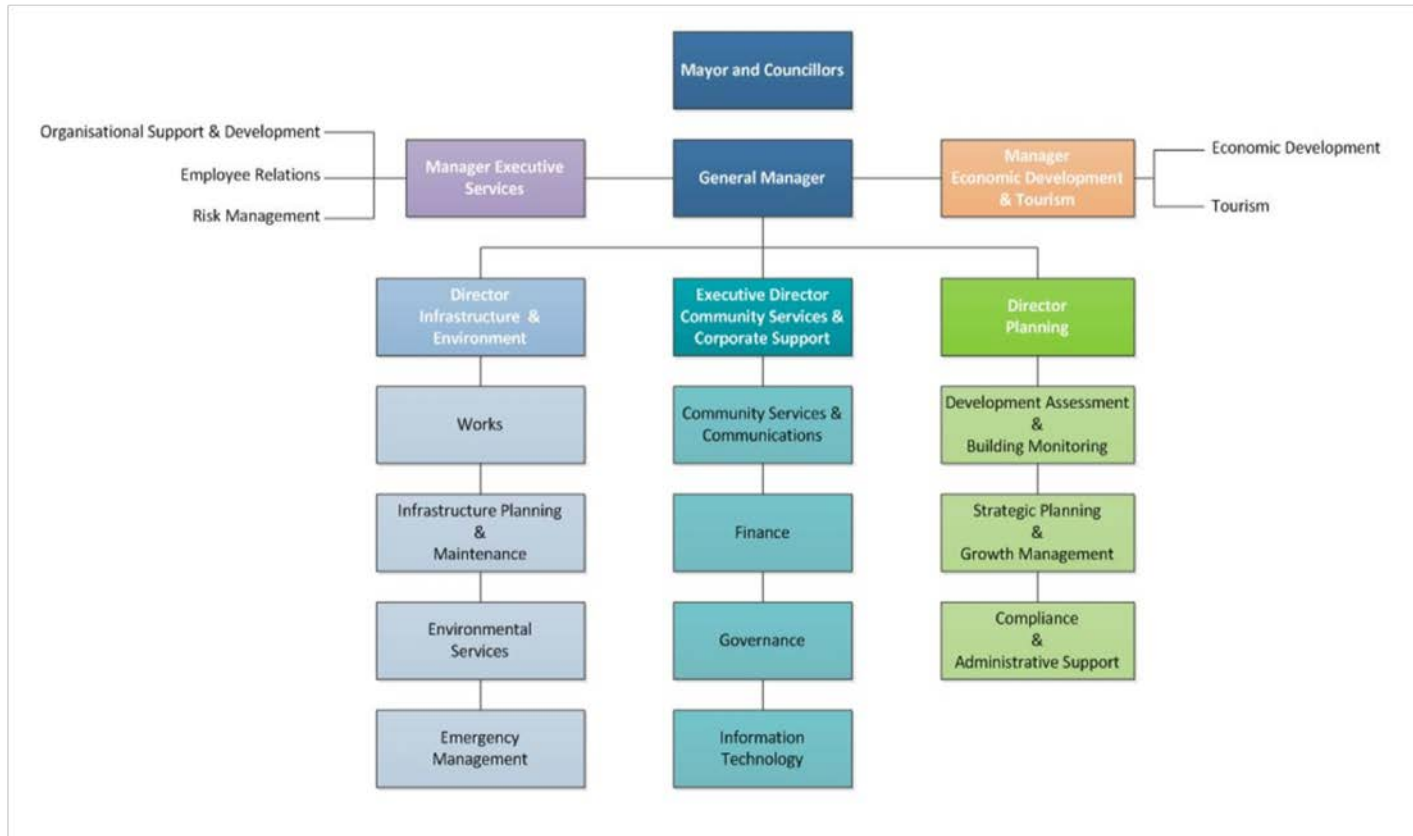 Mayor and Councillors
Organisational Support & Development
Employee Relations
Risk Management
Manager Executive
Services
General Manager
Manager
Economic Development
& Tourism
Economic Development
Tourism
Director
Infrastructure &
Environment
Works
Infrastructure Planning
&
Maintenance
Environmental
Services
Emergency
Management
Executive Director
Community Services &
Corporate Support
Community Services &
Communications
Finance
Governance
Information
Technology
Director
Planning
Development Assessment
&
Building Monitoring
Strategic Planning
&
Growth Management
Compliance
&
Administrative Support